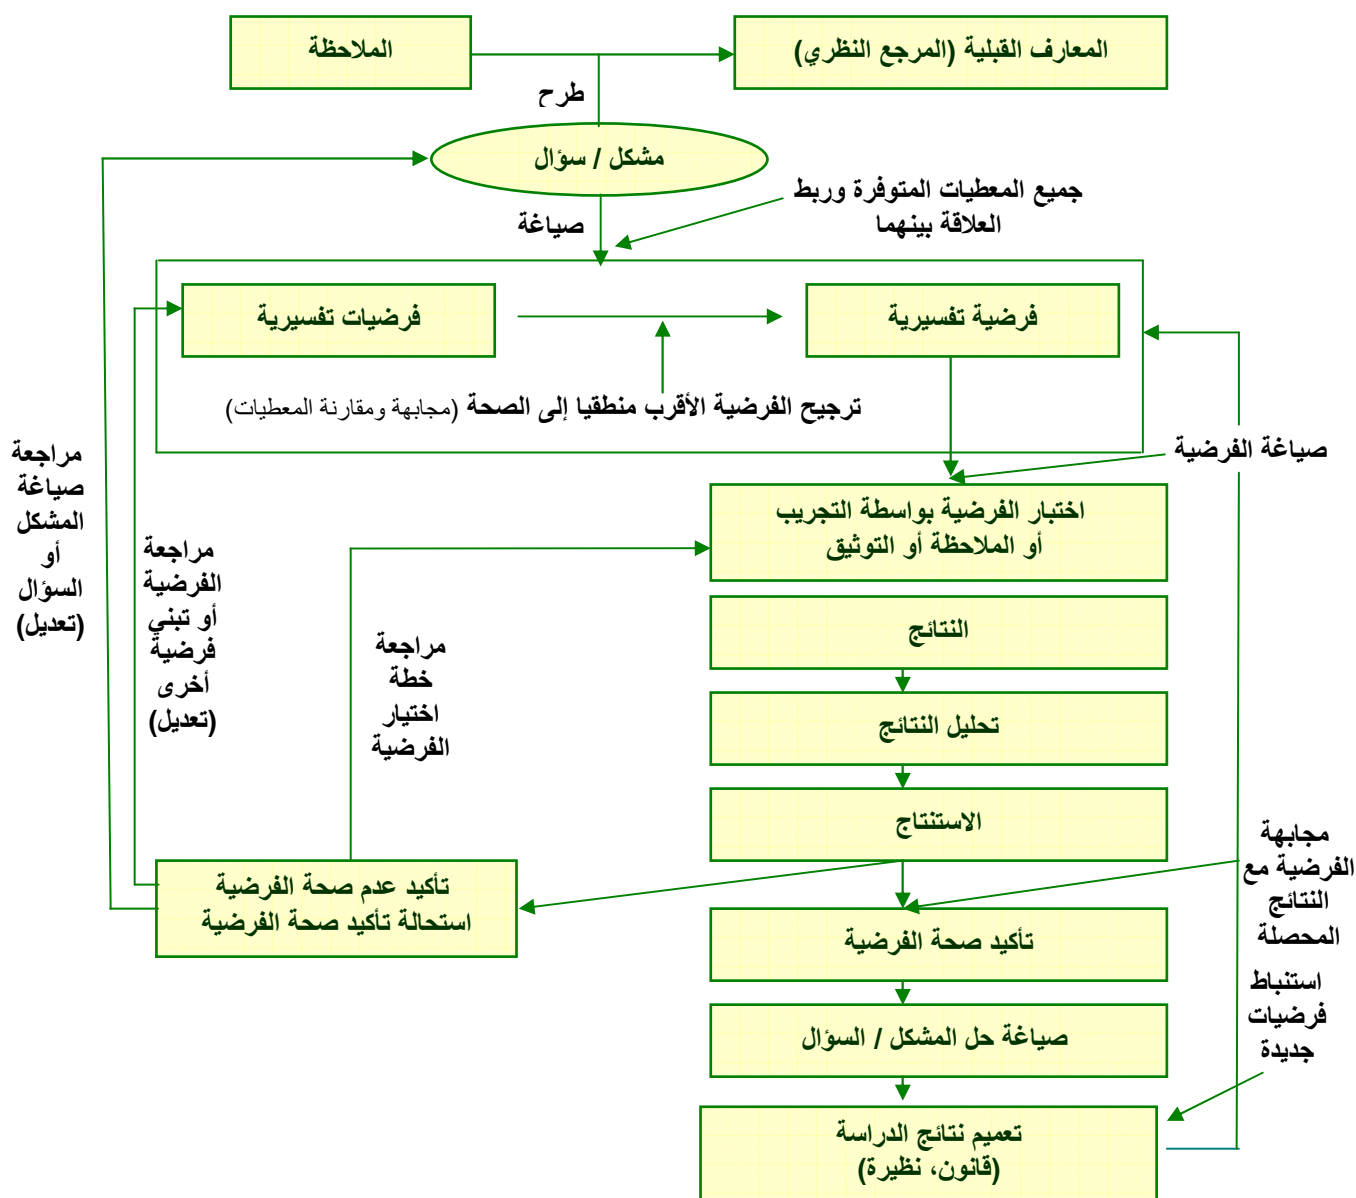 الملاحظة
المعارف القبلية (المرجع النظري)
طرح
مشكل / سؤال
جميع المعطيات المتوفرة وربط
العلاقة بينهما
صياغة
فرضية تفسيرية
فرضيات تفسيرية
ترجيح الفرضية الأقرب منطقيا إلى الصحة (مجابهة ومقارنة المعطيات)
صياغة الفرضية
اختبار الفرضية بواسطة التجريب
أو الملاحظة أو التوثيق
مراجعة
صياغة
المشكل
أو
السؤال
(تعديل)
مراجعة
الفرضية
أو تبني
فرضية
أخرى
(تعديل)
مراجعة
خطة
اختيار
الفرضية
النتائج
تحليل النتائج
الاستنتاج
مجابهة
الفرضية مع
النتائج
المحصلة
تأكيد عدم صحة الفرضية
استحالة تأكيد صحة الفرضية
تأكيد صحة الفرضية
استنباط
فرضيات
جديدة
صياغة حل المشكل / السؤال
تعميم نتائج الدراسة
(قانون، نظيرة)